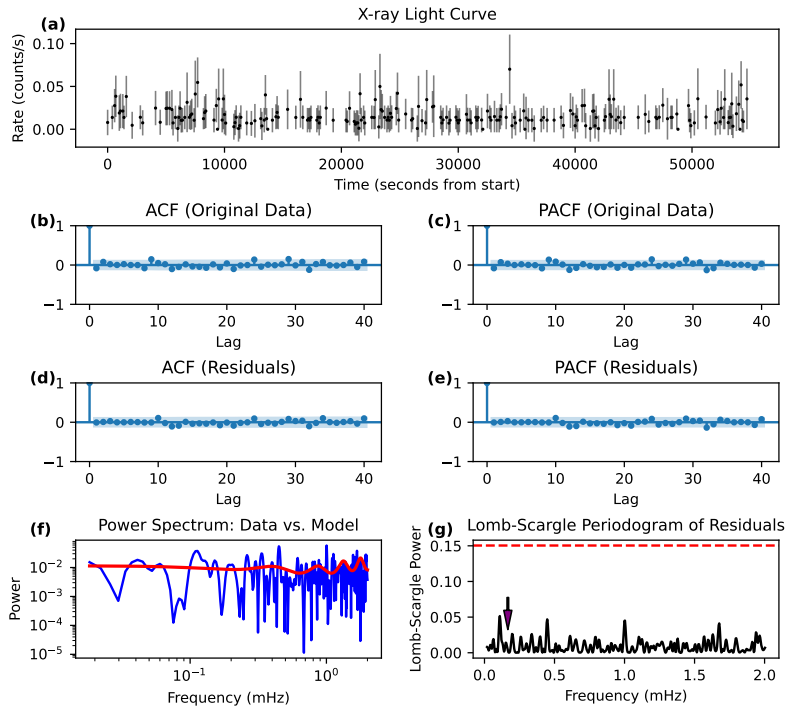 (a)
X-ray Light Curve
Rate (counts/s)
0.10
0.05
0.00
0
10000
20000
30000
40000
50000
Time (seconds from start)
(b)
ACF (Original Data)
1
0
−1
0
10
20
30
40
Lag
(c)
PACF (Original Data)
1
0
−1
0
10
20
30
40
Lag
(d)
ACF (Residuals)
1
0
−1
0
10
20
30
40
Lag
(e)
PACF (Residuals)
1
0
−1
0
10
20
30
40
Lag
(f)
Power Spectrum: Data vs. Model
Power
10⁻²
10⁻³
10⁻⁴
10⁻⁵
10⁻¹
10⁰
Frequency (mHz)
(g)
Lomb-Scargle Periodogram of Residuals
Lomb-Scargle Power
0.15
0.10
0.05
0.00
0.0
0.5
1.0
1.5
2.0
Frequency (mHz)